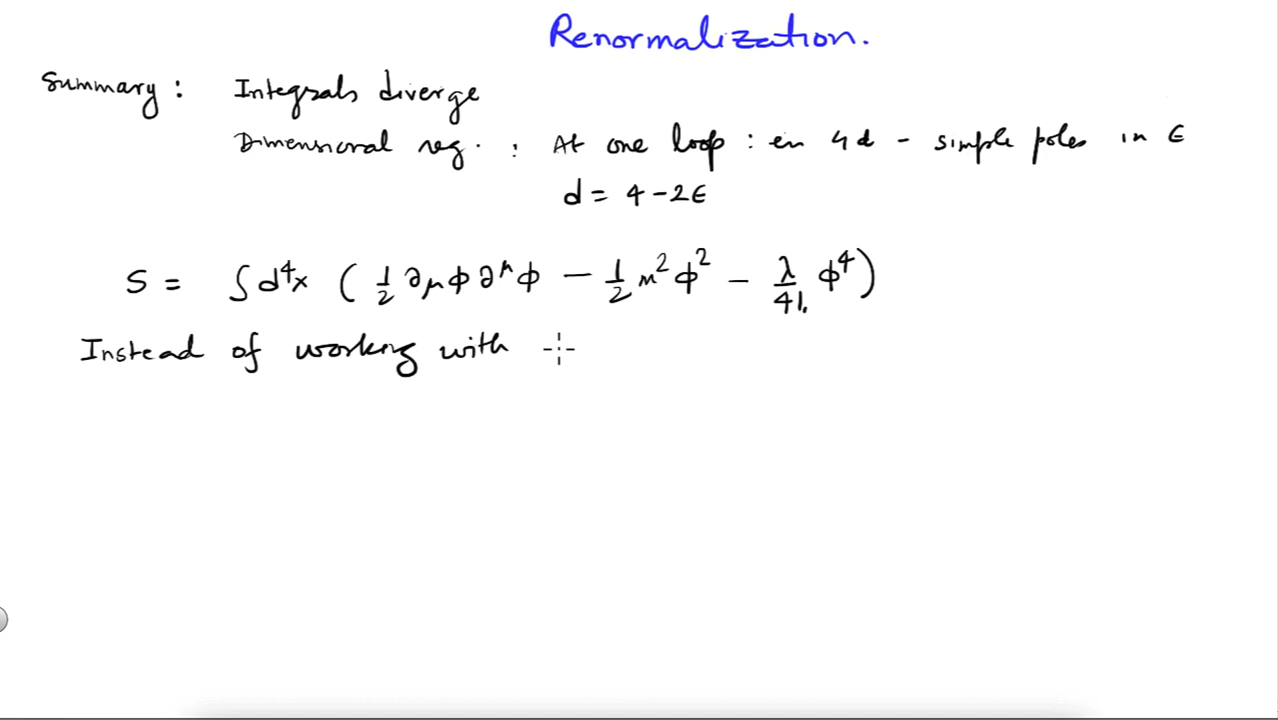 Renormalization.
Summary : Integrals diverge
Dimensional reg. : At one loop : in 4d - simple poles in ϵ
d = 4 - 2ϵ
S = ∫d⁴x ( ½ ∂μϕ ∂^μϕ - ½ m²ϕ² - λ/4! ϕ⁴)
Instead of working with